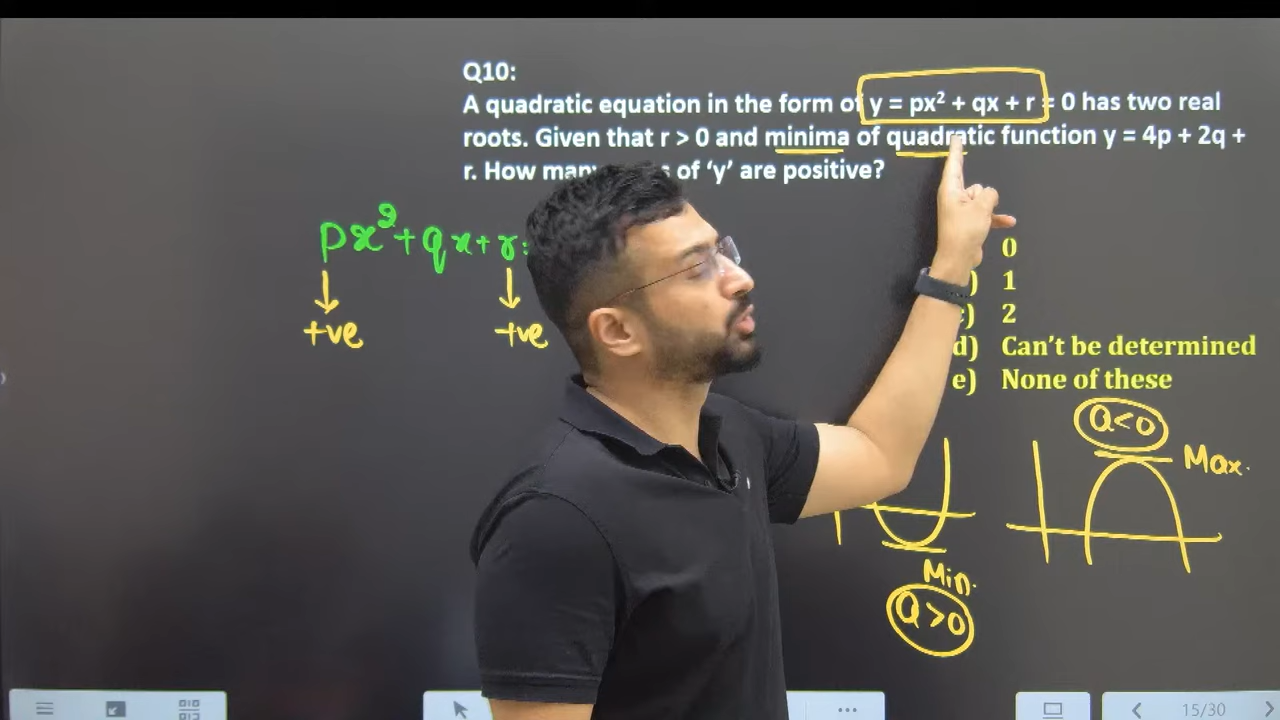 Q10:
A quadratic equation in the form of y = px² + qx + r = 0 has two real
roots. Given that r > 0 and minima of quadratic function y = 4p + 2q +
r. How of 'y' are positive?
px² + qx + r
+ve +ve
0
) 1
c) 2
d) Can't be determined
e) None of these
Q<0
Max.
Min.
Q>0
15/30